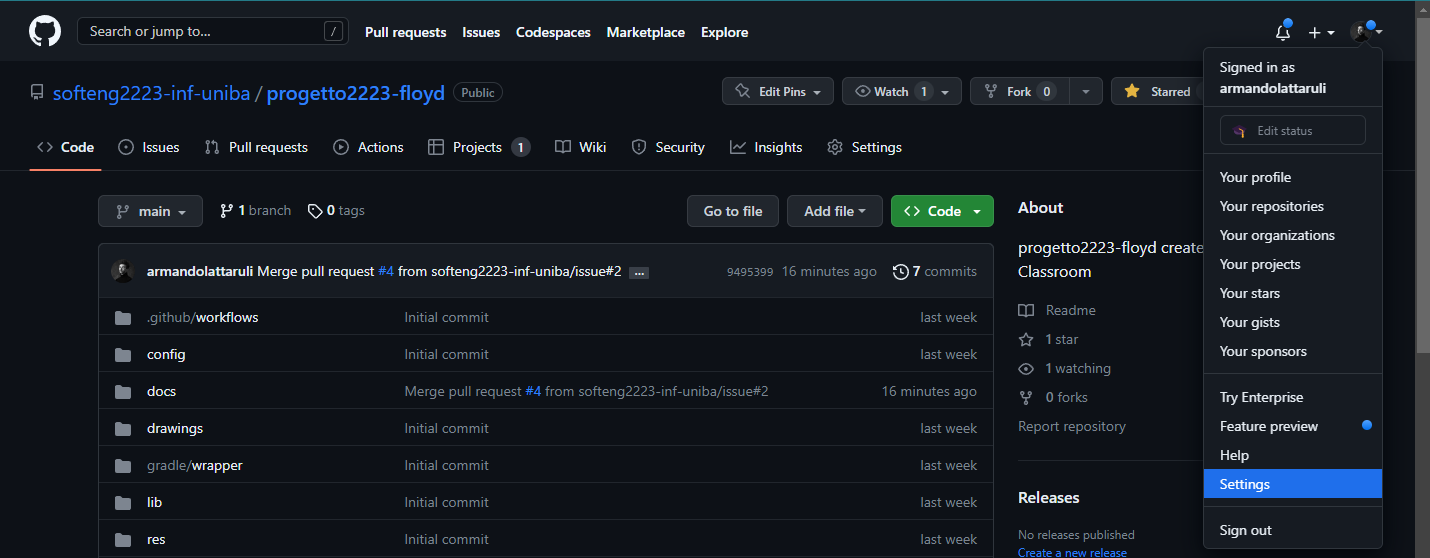 Search or jump to... /
Pull requests Issues Codespaces Marketplace Explore
softeng2223-inf-uniba / progetto2223-floyd Public
Edit Pins Watch 1 Fork 0 Starred
Code Issues Pull requests Actions Projects 1 Wiki Security Insights Settings
main 1 branch 0 tags Go to file Add file Code
armandolattaruli Merge pull request #4 from softeng2223-inf-uniba/issue#2 ... 9495399 16 minutes ago 7 commits
.github/workflows Initial commit last week
config Initial commit last week
docs Merge pull request #4 from softeng2223-inf-uniba/issue#2 16 minutes ago
drawings Initial commit last week
gradle/wrapper Initial commit last week
lib Initial commit last week
res Initial commit last week
About
progetto2223-floyd create
Classroom
Readme
1 star
1 watching
0 forks
Report repository
Releases
No releases published
Create a new release
Signed in as
armandolattaruli
Edit status
Your profile
Your repositories
Your organizations
Your projects
Your stars
Your gists
Your sponsors
Try Enterprise
Feature preview
Help
Settings
Sign out